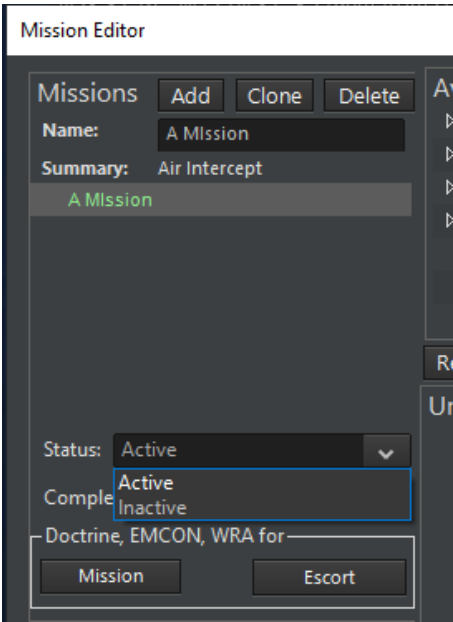 Mission Editor
Missions Add Clone Delete
Name: A MIssion
Summary: Air Intercept
A MIssion
Status: Active
Active
Inactive
Doctrine, EMCON, WRA for
Mission Escort